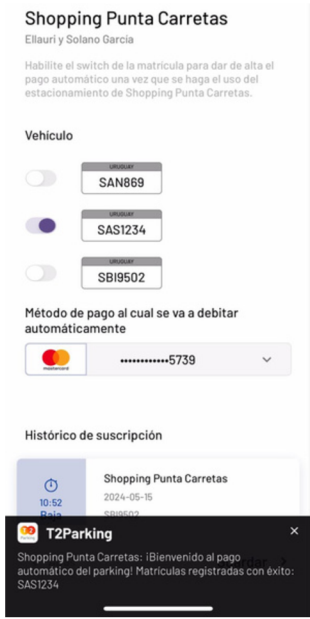 Shopping Punta Carretas
Ellauri y Solano García
Habilite el switch de la matrícula para dar de alta el
pago automático una vez que se haga el uso del
estacionamiento de Shopping Punta Carretas.
Vehículo
URUGUAY
SAN869
URUGUAY
SAS1234
URUGUAY
SBI9502
Método de pago al cual se va a debitar
automáticamente
mastercard
••••••••••••5739
Histórico de suscripción
10:52
Baja
Shopping Punta Carretas
2024-05-15
SBI9502
T2Parking
Shopping Punta Carretas: ¡Bienvenido al pago
automático del parking! Matrículas registradas con éxito:
SAS1234